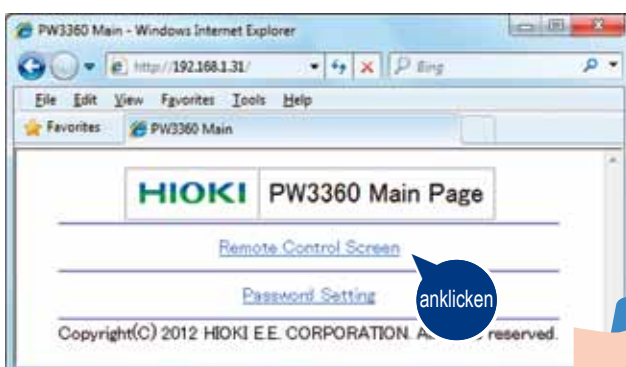 PW3360 Main - Windows Internet Explorer
http://192.168.1.31/
Bing
File Edit View Favorites Tools Help
Favorites PW3360 Main
HIOKI PW3360 Main Page
Remote Control Screen
Password Setting
anklicken
Copyright(C) 2012 HIOKI E.E. CORPORATION. A reserved.